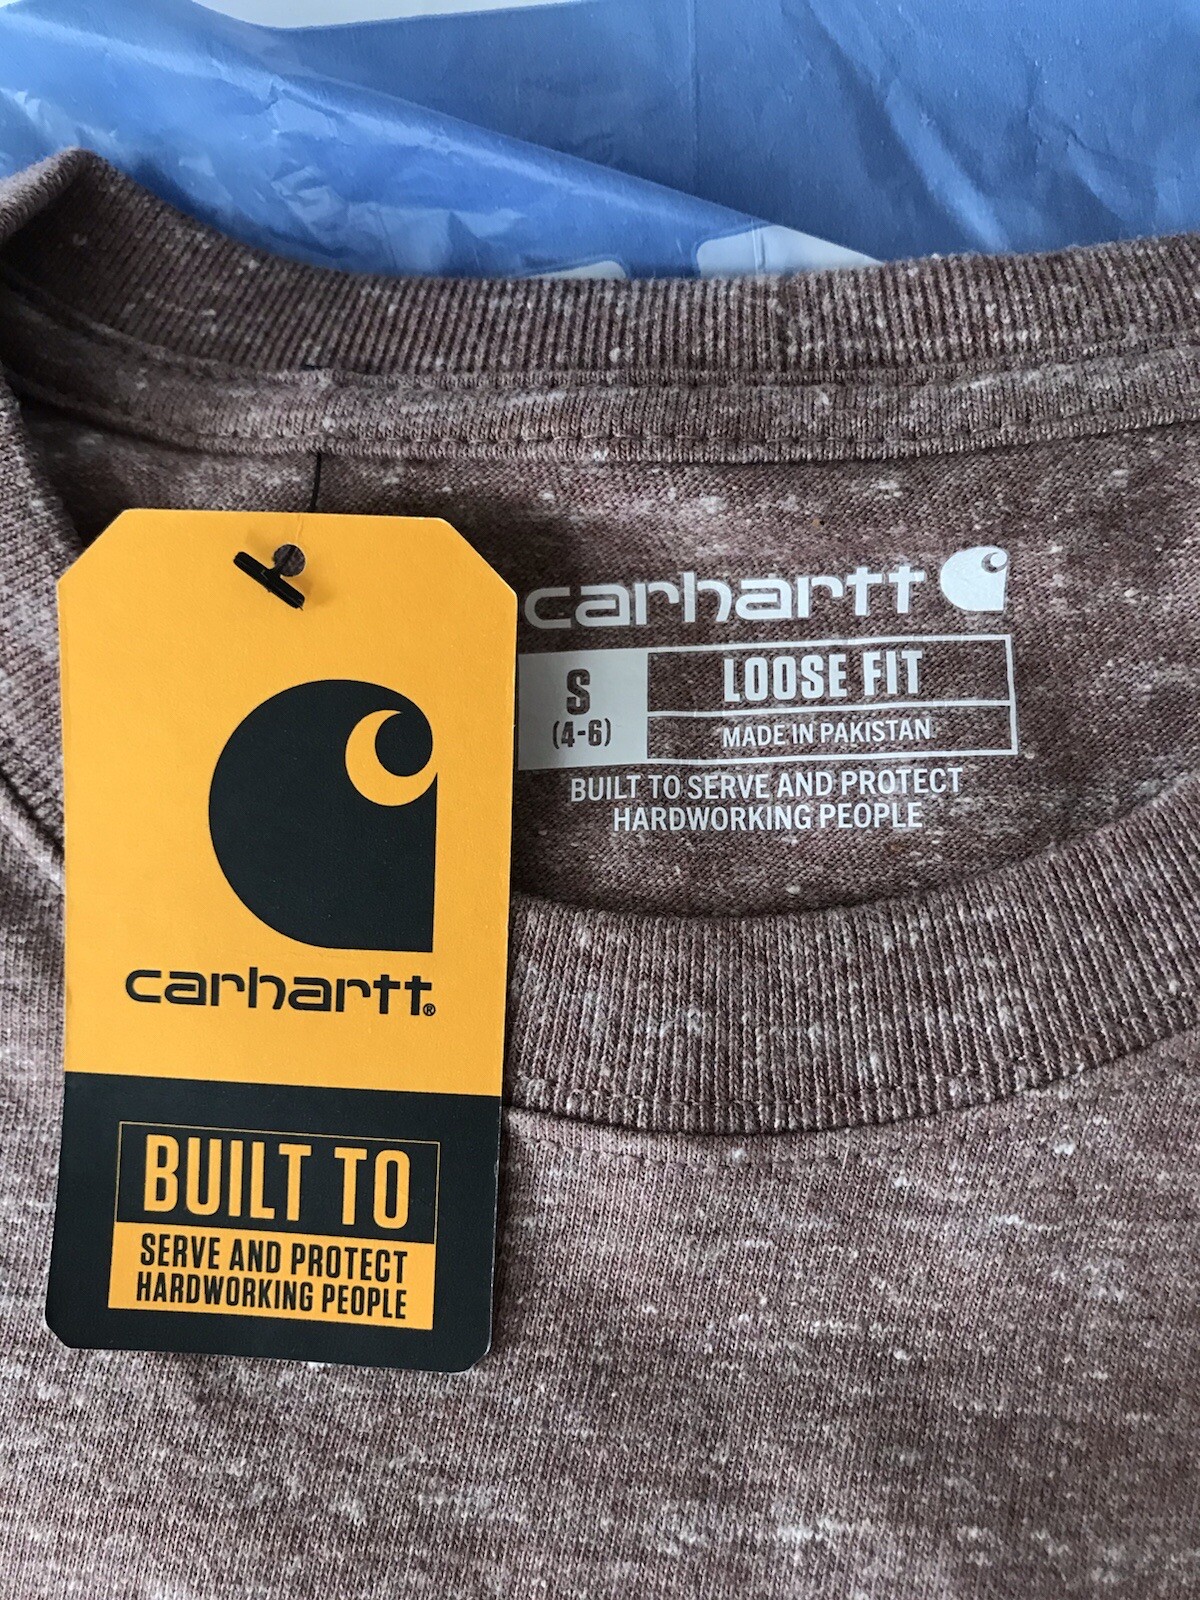 carhartt
S
(4-6)
LOOSE FIT
MADE IN PAKISTAN
BUILT TO SERVE AND PROTECT
HARDWORKING PEOPLE
carhartt®
BUILT TO
SERVE AND PROTECT
HARDWORKING PEOPLE